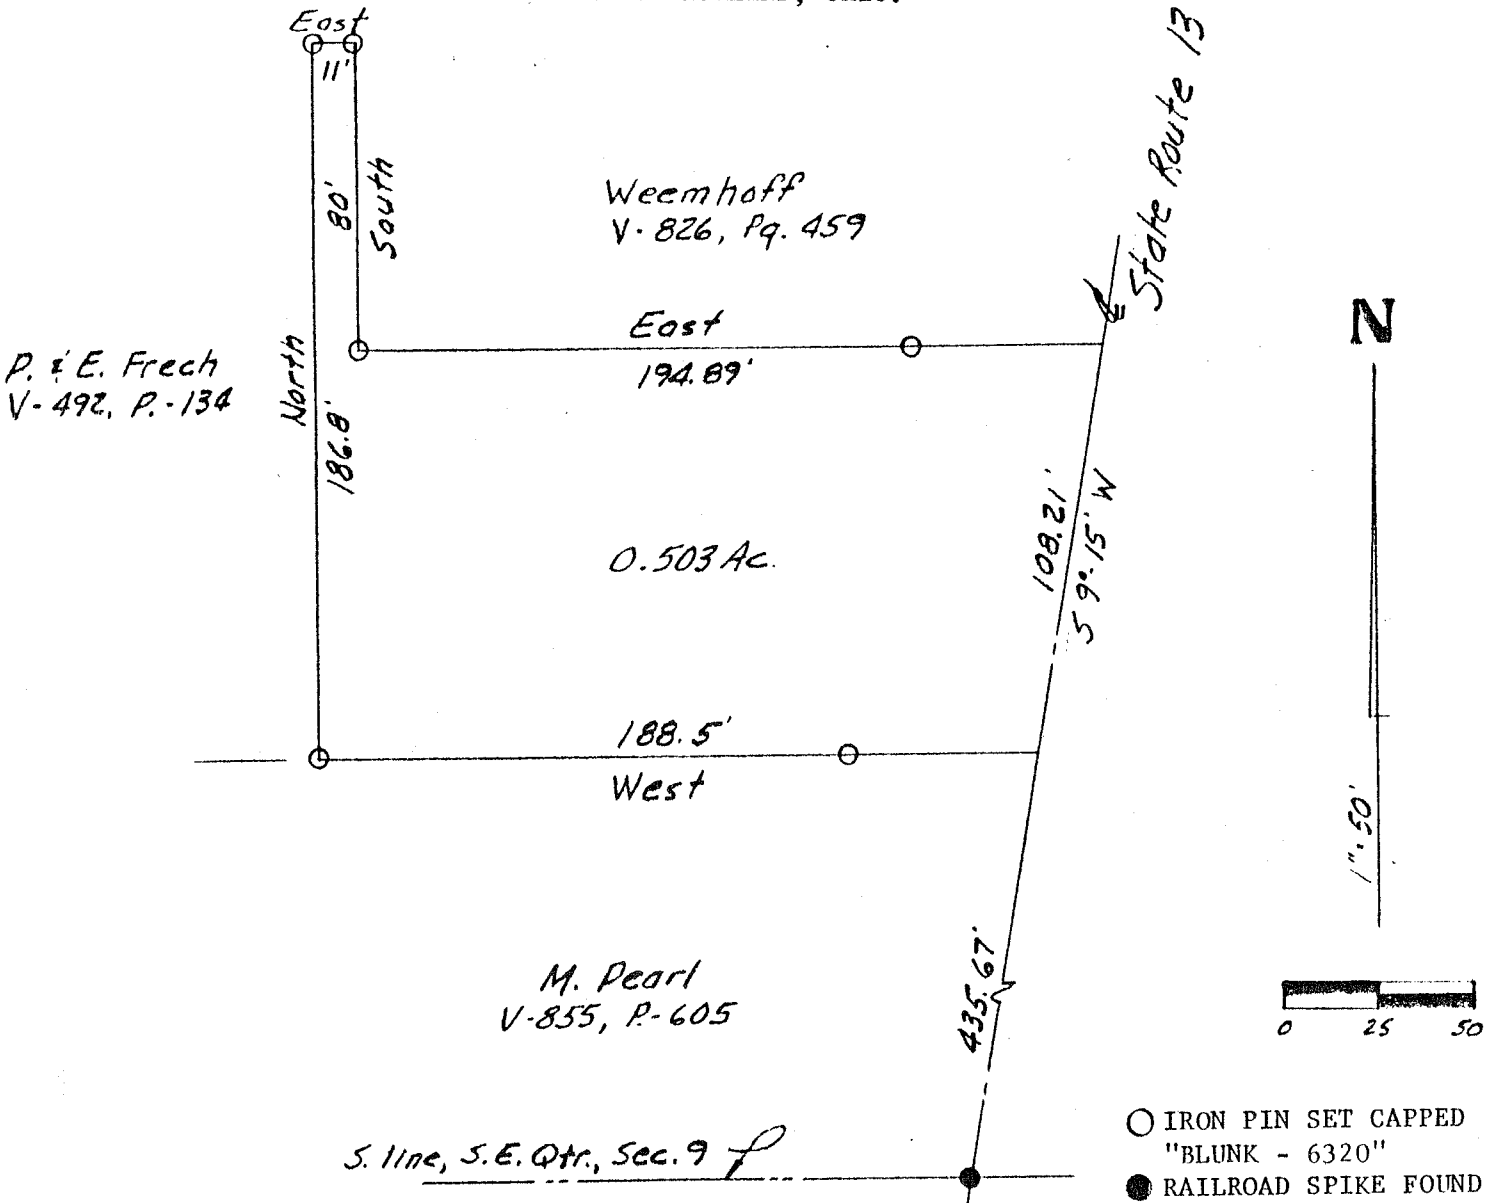 East
11'
State Route 13
80'
South
Weemhoff
V-826, Pg. 459
N
East
194.89'
P. & E. Frech
V-492, P.-134
North
186.8'
108.21'
S 9°-15' W
0.503 Ac.
188.5'
West
1"=50'
M. Pearl
V-855, P.-605
435.67'
0 25 50
S. line, S.E. Qtr., Sec. 9
IRON PIN SET CAPPED
"BLUNK - 6320"
RAILROAD SPIKE FOUND